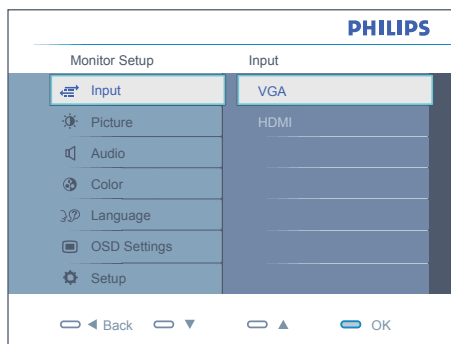 PHILIPS
Monitor Setup
Input
Input
VGA
Picture
HDMI
Audio
Color
Language
OSD Settings
Setup
Back
OK